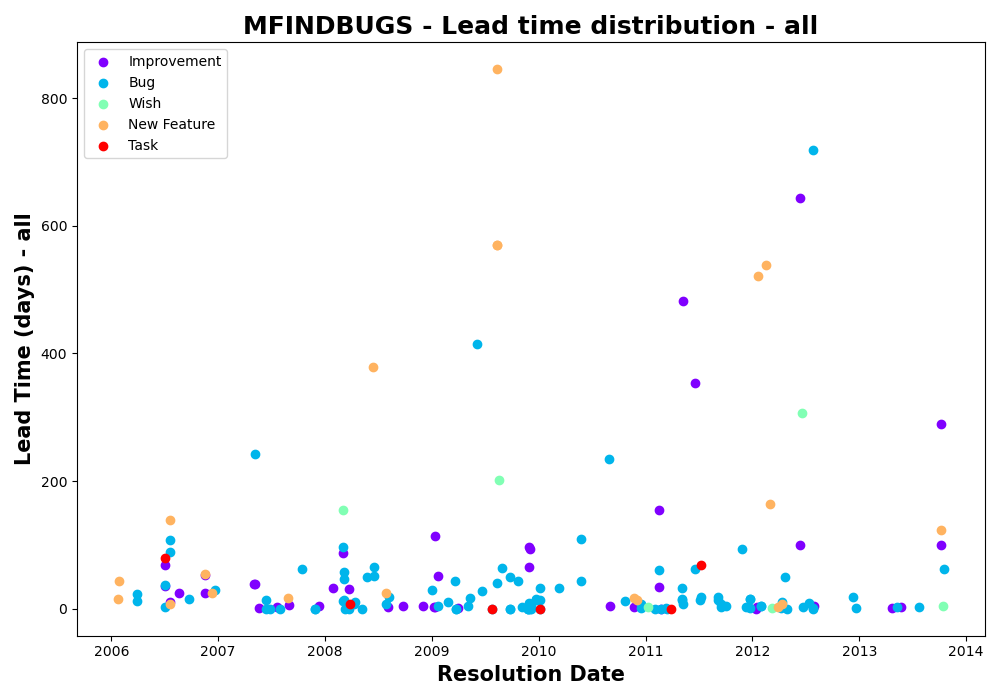 MFINDBUGS - Lead time distribution - all
Improvement
Bug
Wish
New Feature
Task
Lead Time (days) - all
800
600
400
200
0
2006 2007 2008 2009 2010 2011 2012 2013 2014
Resolution Date